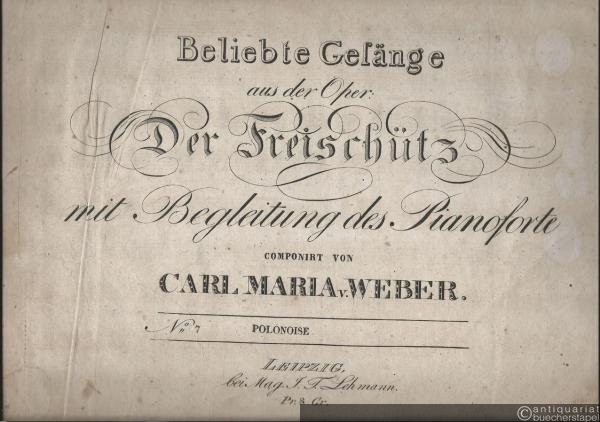 Beliebte Geſänge
aus der Oper:
Der Freischütz
mit Begleitung des Pianoforte
COMPONIRT VON
CARL MARIA v. WEBER.
No. 7 POLONOISE
LEIPZIG,
bei Mag. I. F. Lehmann.
Pr. 8 Gr.
© antiquariat
buecherstapel